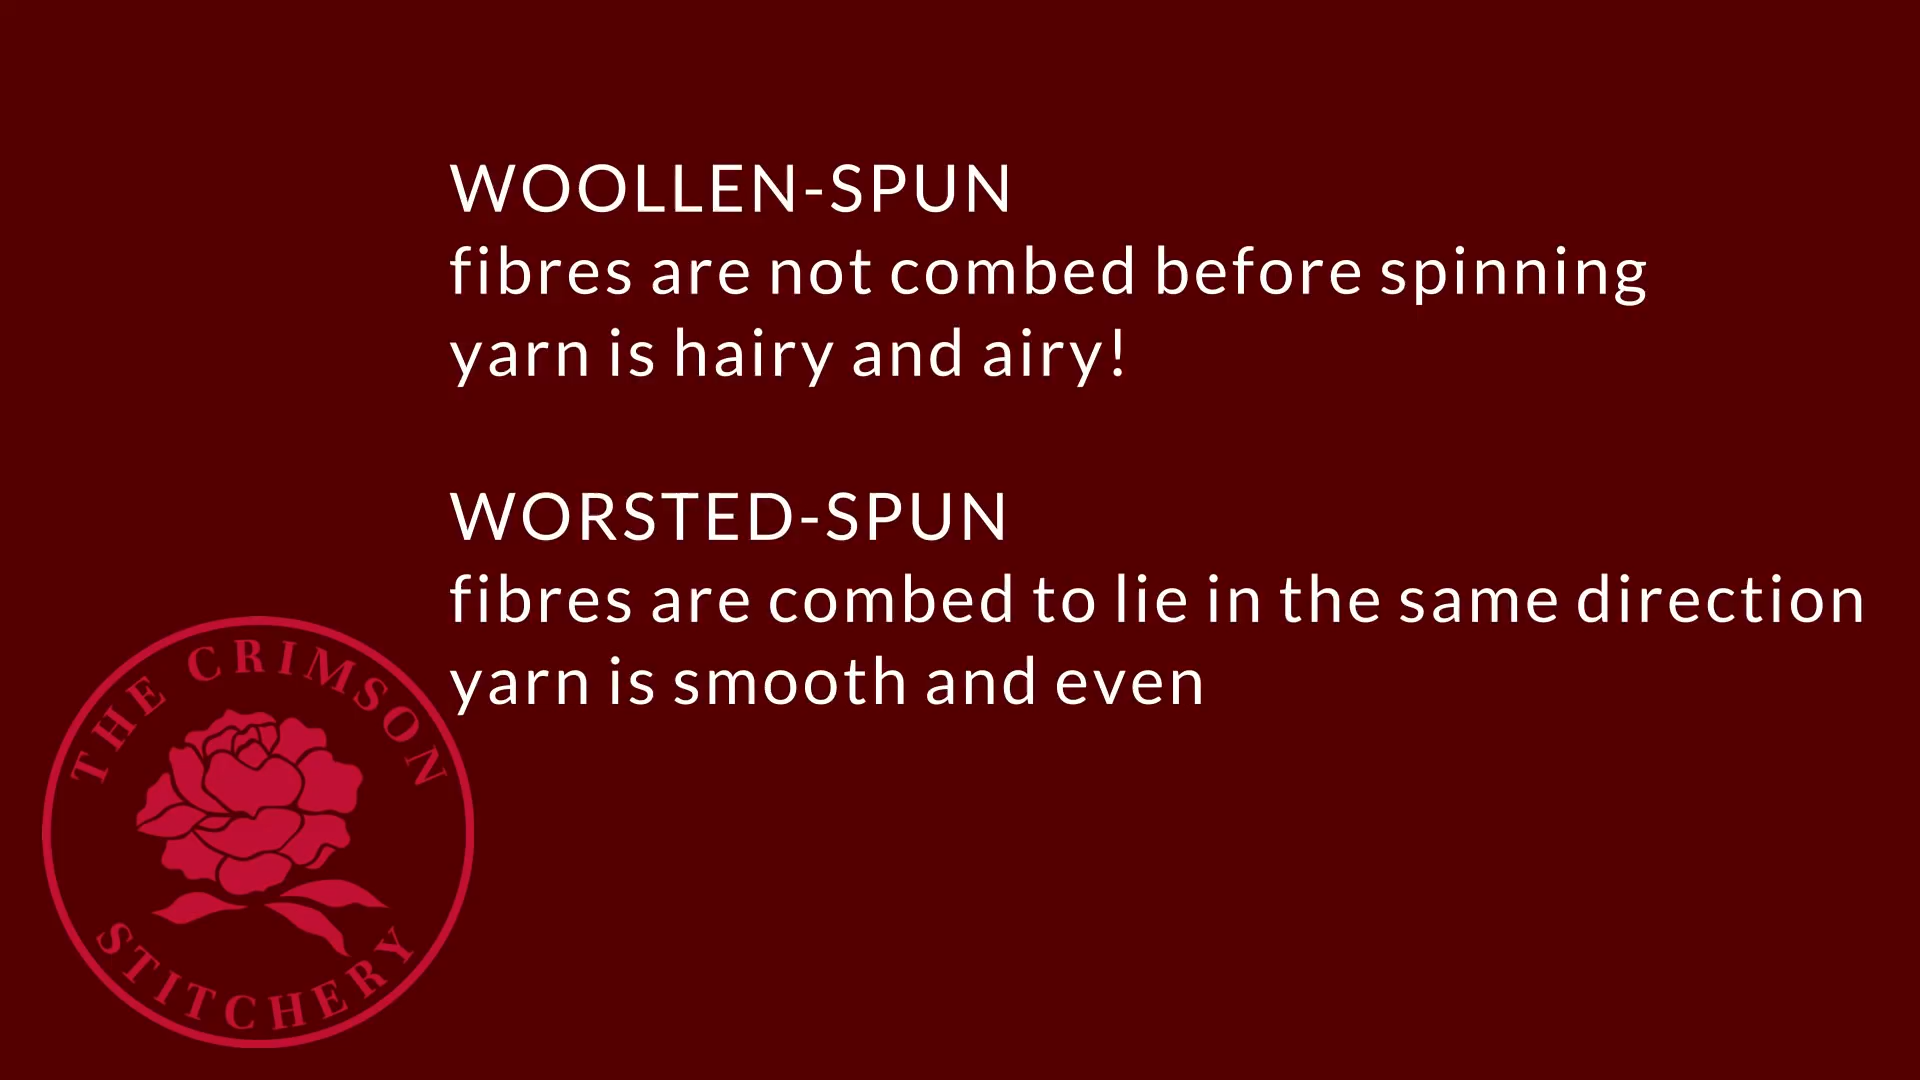 WOOLLEN-SPUN
fibres are not combed before spinning
yarn is hairy and airy!
WORSTED-SPUN
fibres are combed to lie in the same direction
yarn is smooth and even
THE CRIMSON
STITCHERY